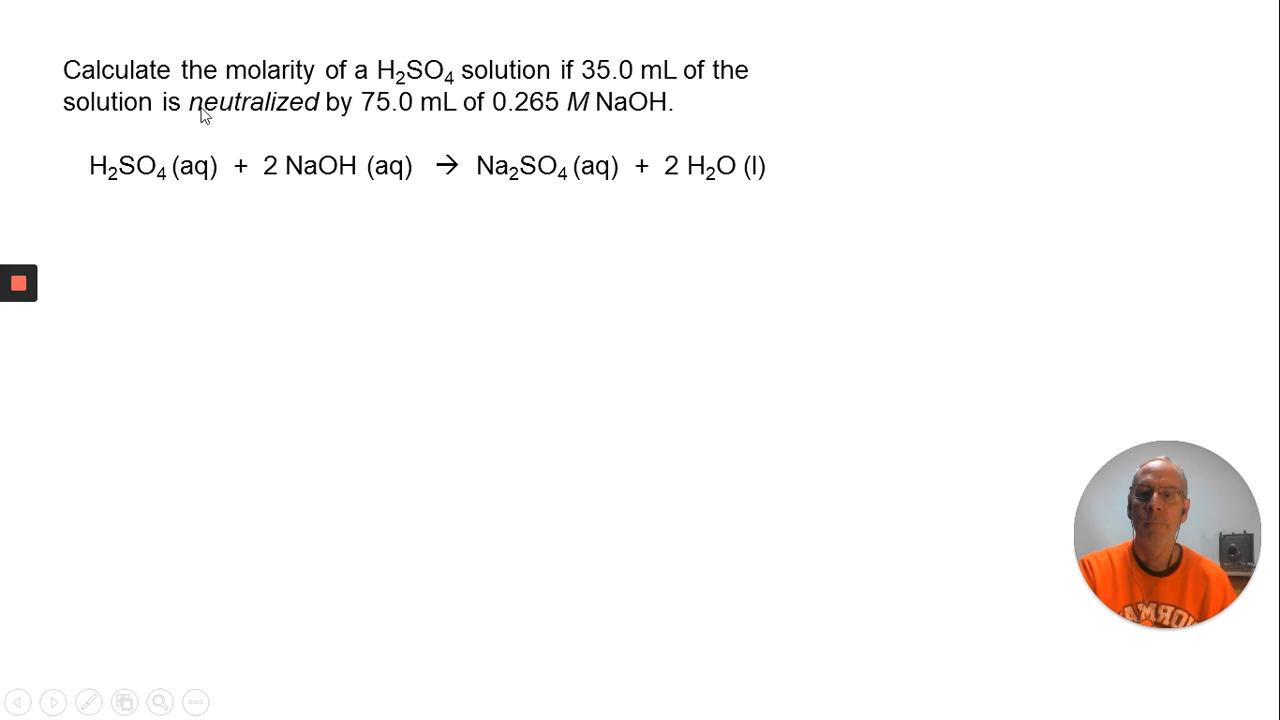 Calculate the molarity of a H₂SO₄ solution if 35.0 mL of the
solution is neutralized by 75.0 mL of 0.265 M NaOH.
H₂SO₄ (aq) + 2 NaOH (aq) → Na₂SO₄ (aq) + 2 H₂O (l)